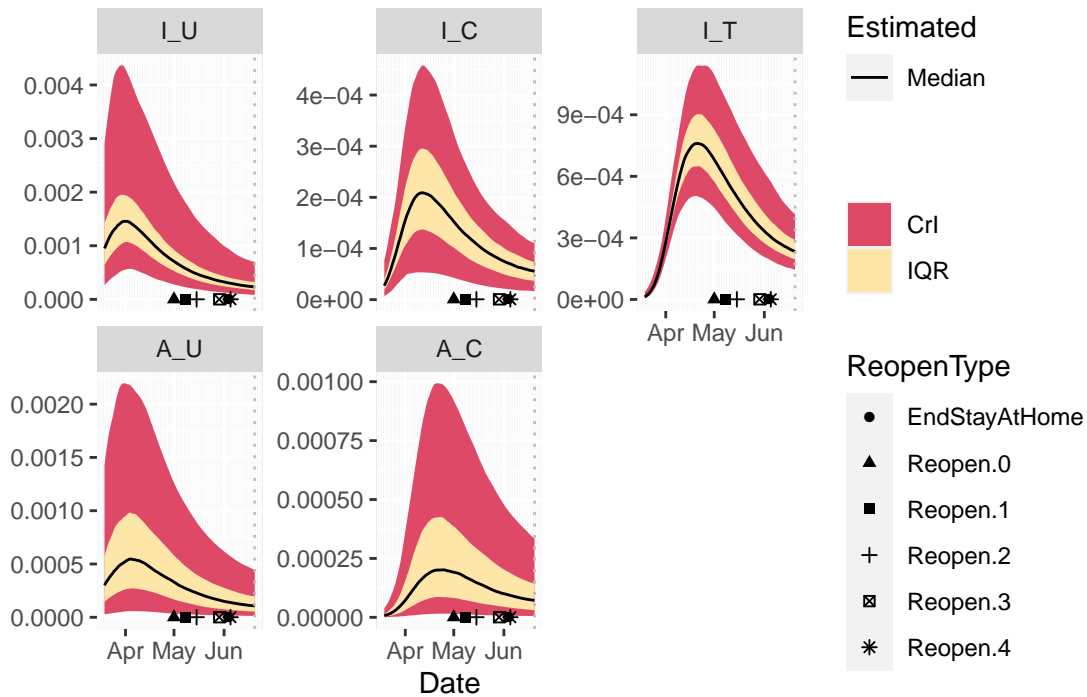 I_U
I_C
I_T
0.004
0.003
0.002
0.001
0.000
4e-04
3e-04
2e-04
1e-04
0e+00
9e-04
6e-04
3e-04
0e+00
Apr May Jun
A_U
A_C
0.0020
0.0015
0.0010
0.0005
0.0000
0.00100
0.00075
0.00050
0.00025
0.00000
Apr May Jun
Apr May Jun
Date
Estimated
Median
CrI
IQR
ReopenType
EndStayAtHome
Reopen.0
Reopen.1
Reopen.2
Reopen.3
Reopen.4